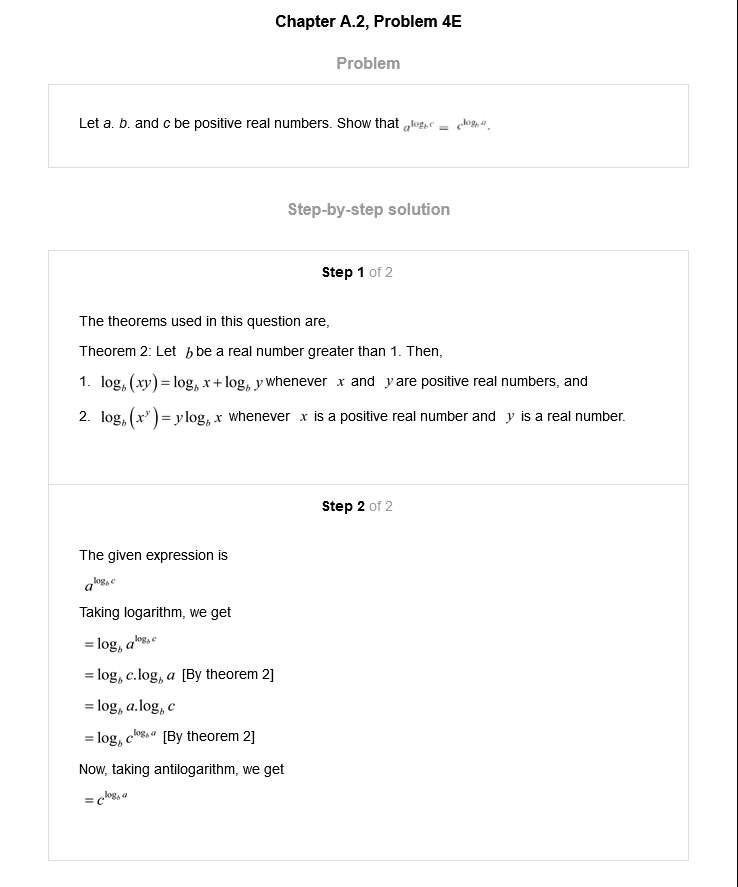 Chapter A.2, Problem 4E
Problem
Let a. b. and c be positive real numbers. Show that a^{log_b c} = c^{log_b a}.
Step-by-step solution
Step 1 of 2
The theorems used in this question are,
Theorem 2: Let b be a real number greater than 1. Then,
1. log_b (xy) = log_b x + log_b y whenever x and y are positive real numbers, and
2. log_b (x^y) = y log_b x whenever x is a positive real number and y is a real number.
Step 2 of 2
The given expression is
a^{log_b c}
Taking logarithm, we get
= log_b a^{log_b c}
= log_b c.log_b a [By theorem 2]
= log_b a.log_b c
= log_b c^{log_b a} [By theorem 2]
Now, taking antilogarithm, we get
= c^{log_b a}